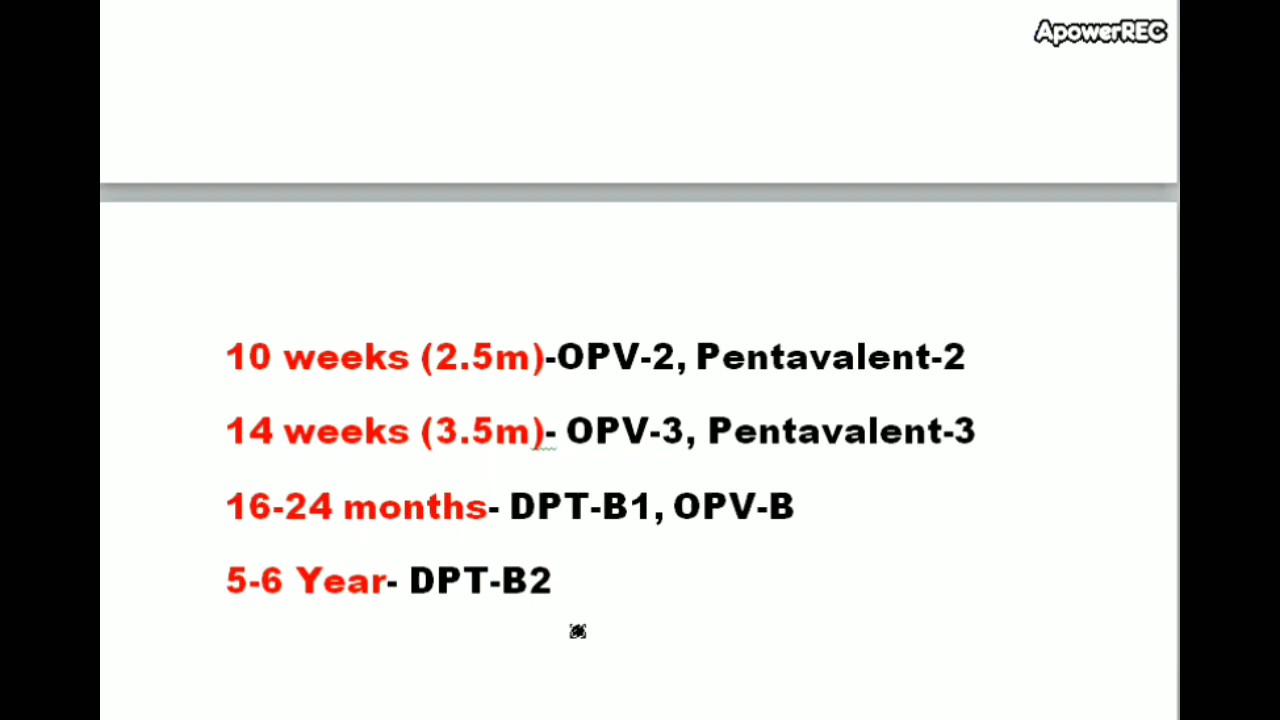 ApowerREC
10 weeks (2.5m)-OPV-2, Pentavalent-2
14 weeks (3.5m)- OPV-3, Pentavalent-3
16-24 months- DPT-B1, OPV-B
5-6 Year- DPT-B2